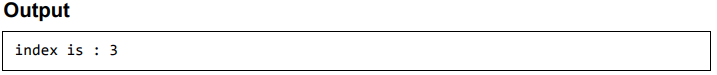 Output
index is : 3